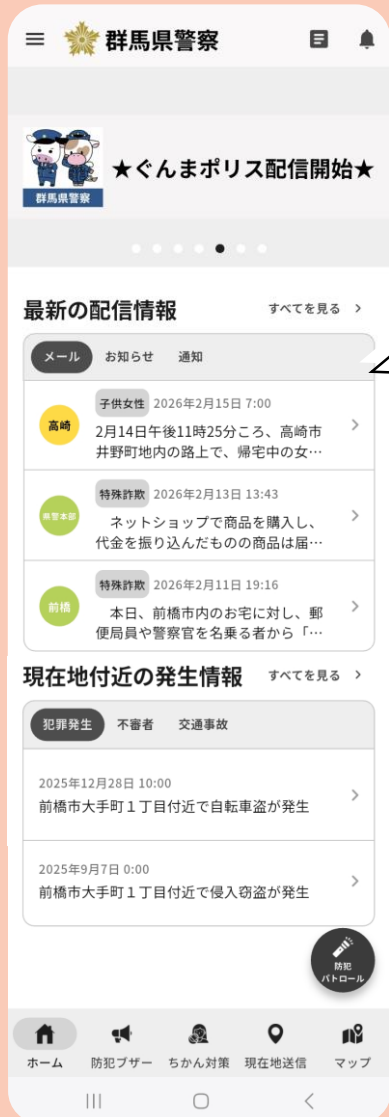 群馬県警察
群馬県警察
★ぐんまポリス配信開始★
最新の配信情報
すべてを見る
メール
お知らせ
通知
高崎
子供女性 2026年2月15日 7:00
2月14日午後11時25分ころ、高崎市
井野町地内の路上で、帰宅中の女…
県警本部
特殊詐欺 2026年2月13日 13:43
ネットショップで商品を購入し、
代金を振り込んだものの商品は届…
前橋
特殊詐欺 2026年2月11日 19:16
本日、前橋市内のお宅に対し、郵
便局員や警察官を名乗る者から「…
現在地付近の発生情報
すべてを見る
犯罪発生
不審者
交通事故
2025年12月28日 10:00
前橋市大手町１丁目付近で自転車盗が発生
2025年9月7日 0:00
前橋市大手町１丁目付近で侵入窃盗が発生
防犯
パトロール
ホーム
防犯ブザー
ちかん対策
現在地送信
マップ